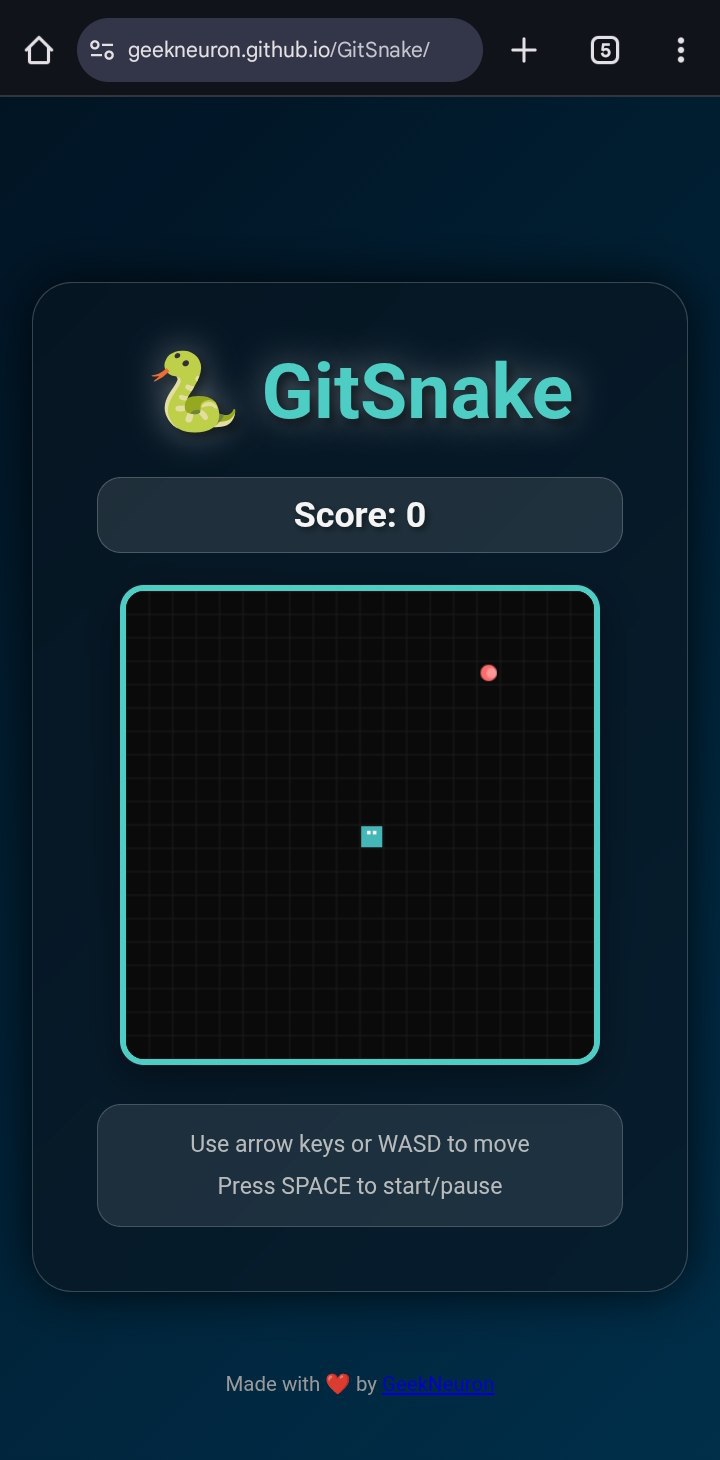 geekneuron.github.io/GitSnake/
5
GitSnake
Score: 0
Use arrow keys or WASD to move
Press SPACE to start/pause
Made with ❤️ by GeekNeuron